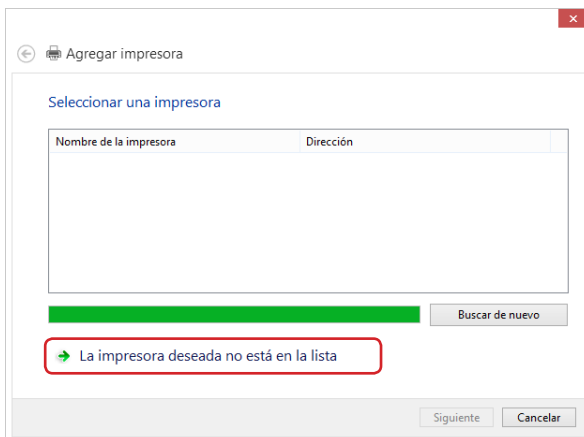 Agregar impresora
Seleccionar una impresora
Nombre de la impresora Dirección
Buscar de nuevo
La impresora deseada no está en la lista
Siguiente Cancelar